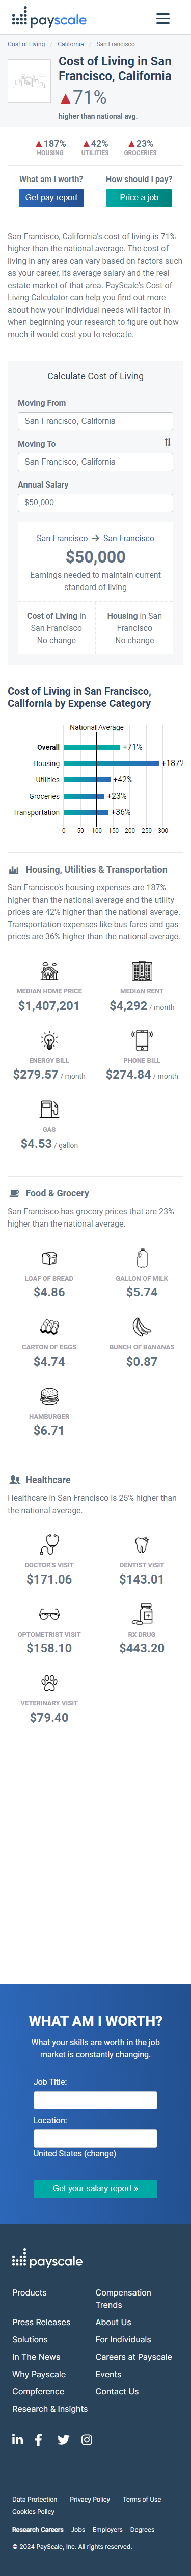 payscale
Cost of Living / California / San Francisco
Cost of Living in San
Francisco, California
71%
higher than national avg.
187% 42% 23%
HOUSING UTILITIES GROCERIES
What am I worth? How should I pay?
Get pay report Price a job
San Francisco, California's cost of living is 71%
higher than the national average. The cost of
living in any area can vary based on factors such
as your career, its average salary and the real
estate market of that area. PayScale's Cost of
Living Calculator can help you find out more
about how your individual needs will factor in
when beginning your research to figure out how
much it would cost you to relocate.
Calculate Cost of Living
Moving From
San Francisco, California
Moving To
San Francisco, California
Annual Salary
$50,000
San Francisco → San Francisco
$50,000
Earnings needed to maintain current
standard of living
Cost of Living in
San Francisco
No change
Housing in San
Francisco
No change
Cost of Living in San Francisco,
California by Expense Category
National Average
Overall +71%
Housing +187%
Utilities +42%
Groceries +23%
Transportation +36%
0 50 100 150 200 250 300
Housing, Utilities & Transportation
San Francisco's housing expenses are 187%
higher than the national average and the utility
prices are 42% higher than the national average.
Transportation expenses like bus fares and gas
prices are 36% higher than the national average.
MEDIAN HOME PRICE MEDIAN RENT
$1,407,201 $4,292 / month
ENERGY BILL PHONE BILL
$279.57 / month $274.84 / month
GAS
$4.53 / gallon
Food & Grocery
San Francisco has grocery prices that are 23%
higher than the national average.
LOAF OF BREAD GALLON OF MILK
$4.86 $5.74
CARTON OF EGGS BUNCH OF BANANAS
$4.74 $0.87
HAMBURGER
$6.71
Healthcare
Healthcare in San Francisco is 25% higher than
the national average.
DOCTOR'S VISIT DENTIST VISIT
$171.06 $143.01
OPTOMETRIST VISIT RX DRUG
$158.10 $443.20
VETERINARY VISIT
$79.40
WHAT AM I WORTH?
What your skills are worth in the job
market is constantly changing.
Job Title:
Location:
United States (change)
Get your salary report »
payscale
Products Compensation
Trends
Press Releases About Us
Solutions For Individuals
In The News Careers at Payscale
Why Payscale Events
Compference Contact Us
Research & Insights
Data Protection Privacy Policy Terms of Use
Cookies Policy
Research Careers Jobs Employers Degrees
© 2024 PayScale, Inc. All rights reserved.